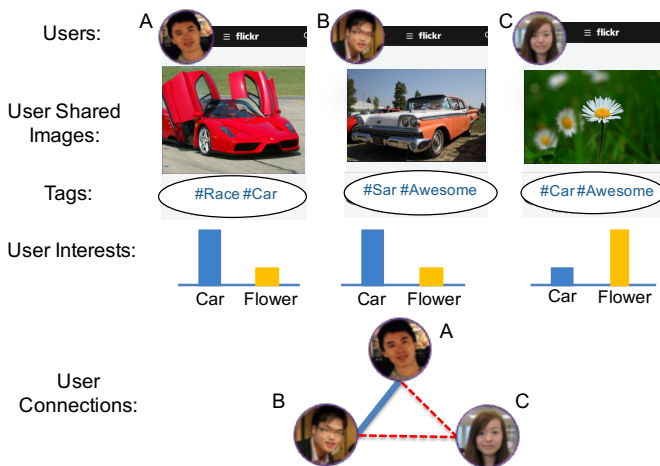 Users: A ☰ flickr B ☰ flickr C ☰ flickr
User Shared
Images:
Tags: #Race #Car #Sar #Awesome #Car #Awesome
User Interests:
Car Flower Car Flower Car Flower
A
User
Connections:
B C